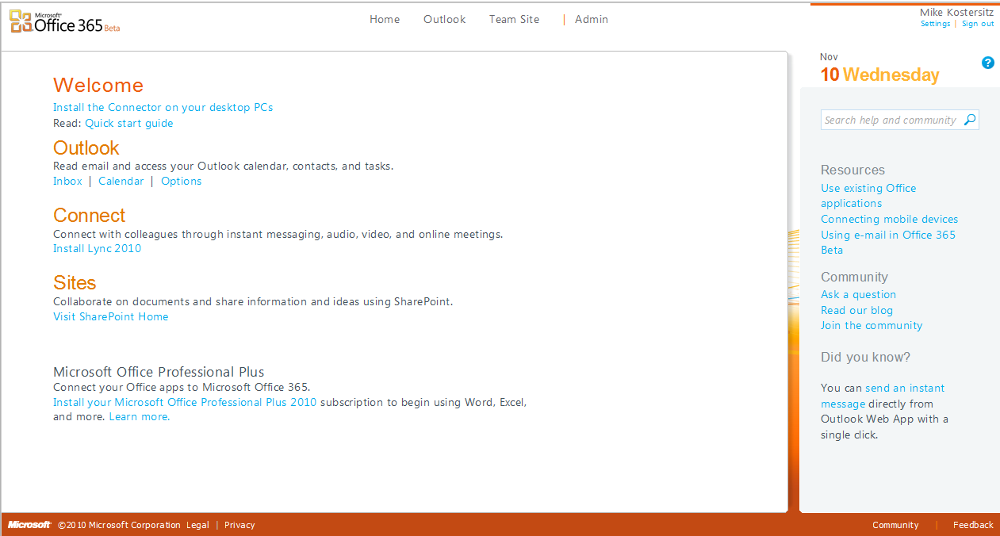 Microsoft®
Office 365 Beta
Home Outlook Team Site | Admin
Mike Kostersitz
Settings | Sign out
Nov
10 Wednesday
?
Welcome
Install the Connector on your desktop PCs
Read: Quick start guide
Outlook
Read email and access your Outlook calendar, contacts, and tasks.
Inbox | Calendar | Options
Connect
Connect with colleagues through instant messaging, audio, video, and online meetings.
Install Lync 2010
Sites
Collaborate on documents and share information and ideas using SharePoint.
Visit SharePoint Home
Microsoft Office Professional Plus
Connect your Office apps to Microsoft Office 365.
Install your Microsoft Office Professional Plus 2010 subscription to begin using Word, Excel,
and more. Learn more.
Search help and community
Resources
Use existing Office
applications
Connecting mobile devices
Using e-mail in Office 365
Beta
Community
Ask a question
Read our blog
Join the community
Did you know?
You can send an instant
message directly from
Outlook Web App with a
single click.
Microsoft ©2010 Microsoft Corporation Legal | Privacy
Community | Feedback